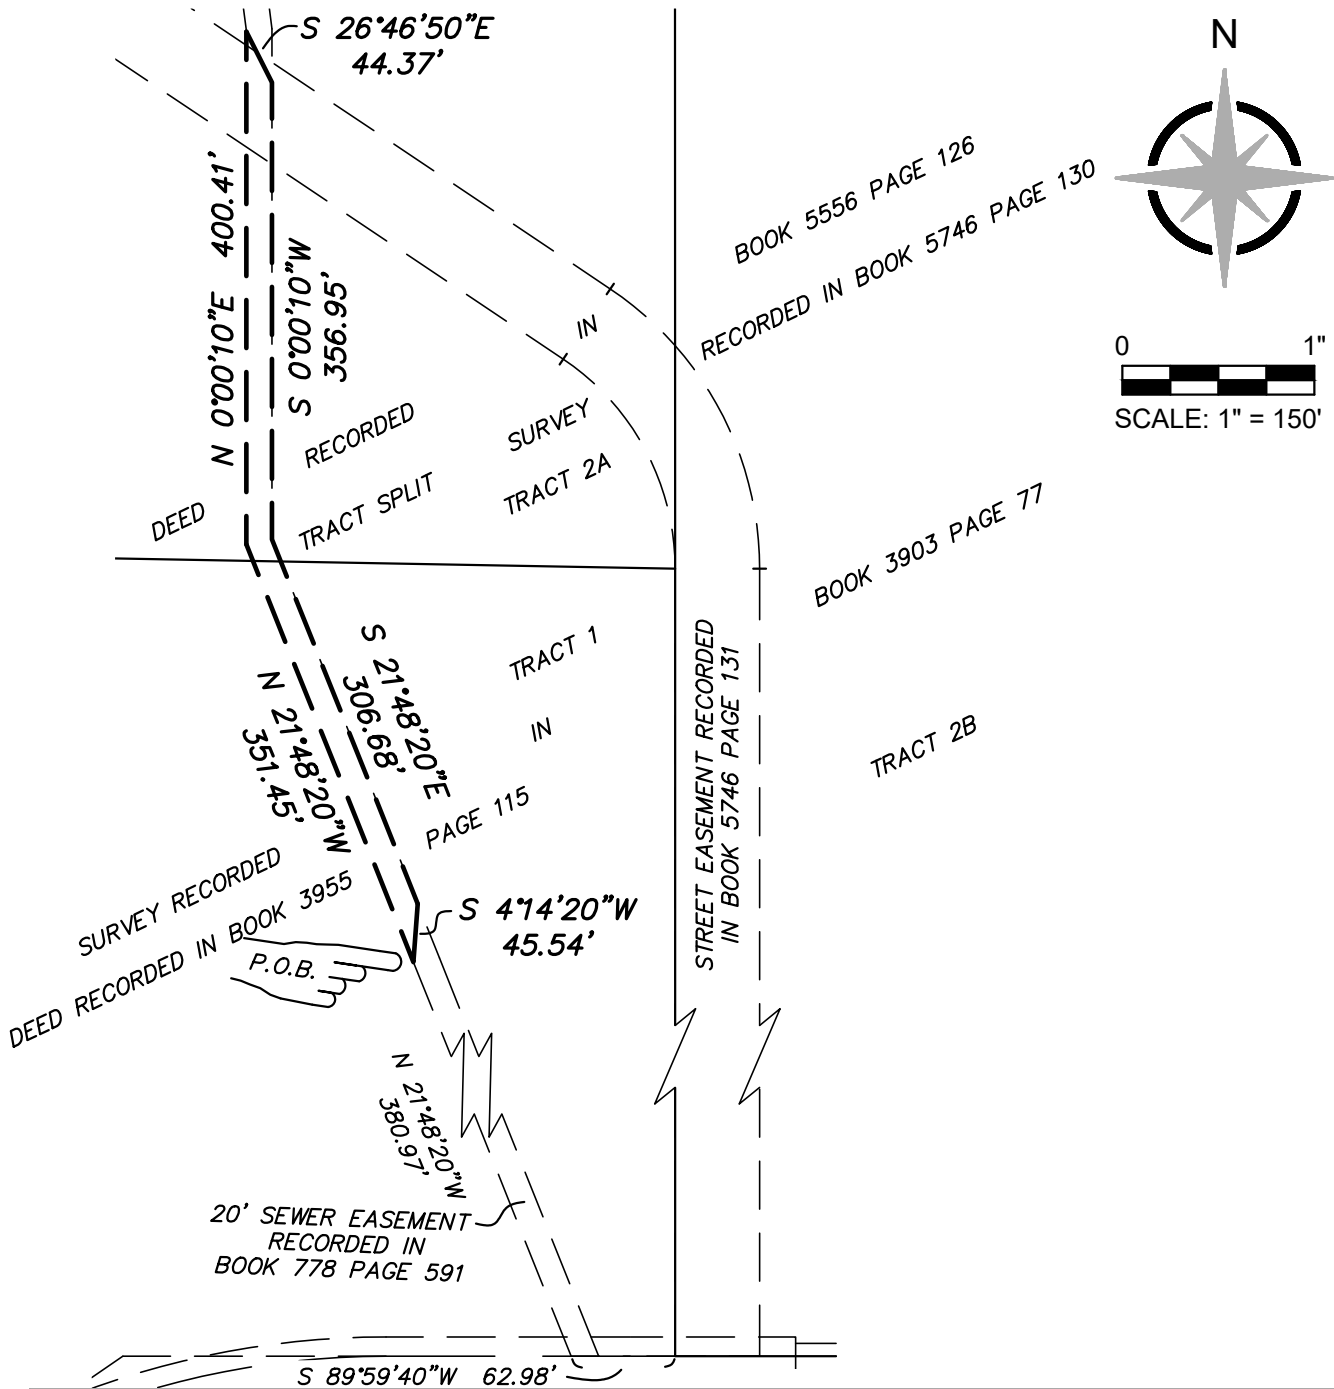 S 26°46'50"E
44.37'
N
BOOK 5556 PAGE 126
RECORDED IN BOOK 5746 PAGE 130
0 1"
SCALE: 1" = 150'
N 0°00'10"E 400.41'
S 0°00'10"W
356.95'
IN
RECORDED
SURVEY
DEED
TRACT SPLIT
TRACT 2A
BOOK 3903 PAGE 77
S 21°48'20"E
306.68'
N 21°48'20"W
351.45'
TRACT 1
IN
STREET EASEMENT RECORDED
IN BOOK 5746 PAGE 131
TRACT 2B
PAGE 115
SURVEY RECORDED
DEED RECORDED IN BOOK 3955
S 4°14'20"W
45.54'
P.O.B.
N 21°48'20"W
380.97'
20' SEWER EASEMENT
RECORDED IN
BOOK 778 PAGE 591
S 89°59'40"W 62.98'